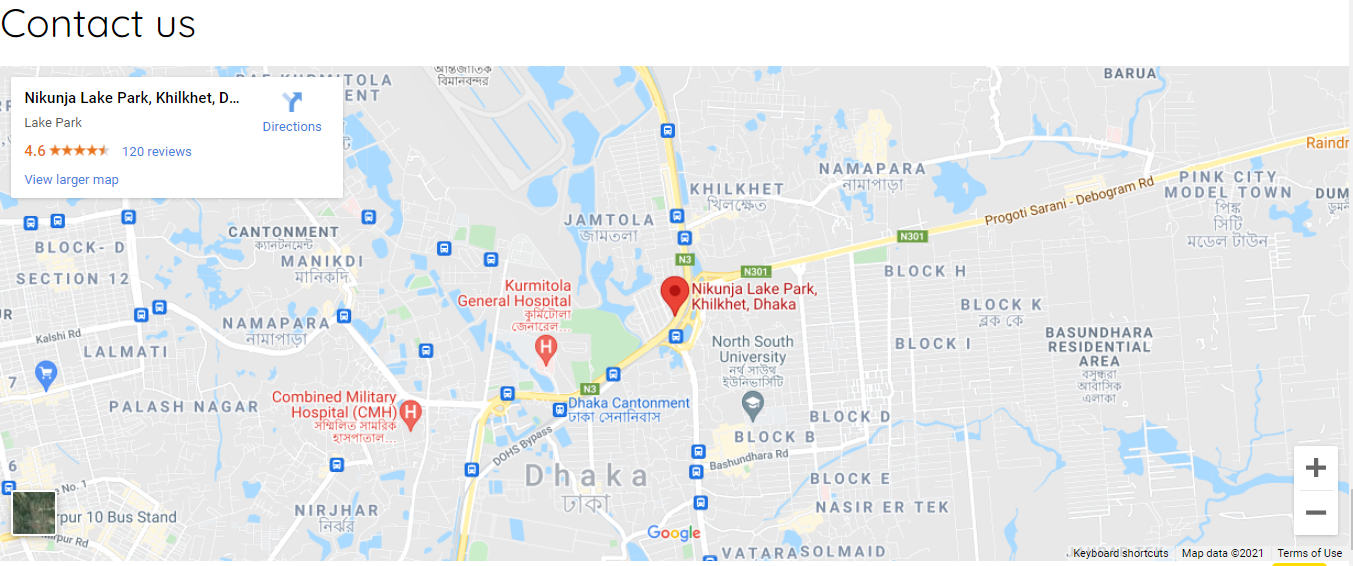 Contact us
আন্তর্জাতিক
বিমানবন্দর
BARUA
Nikunja Lake Park, Khilkhet, D...
Lake Park
Directions
4.6
120 reviews
View larger map
Raindr
NAMAPARA
নামাপাড়া
KHILKHET
খিলক্ষেত
PINK CITY
MODEL TOWN
পিঙ্ক
সিটি
মডেল টাউন
DUM
Progoti Sarani - Debogram Rd
JAMTOLA
জামতলা
CANTONMENT
ক্যানটনমেন্ট
N301
BLOCK- D
MANIKDI
মানিকদি
N3
N301
BLOCK H
SECTION 12
Kurmitola
General Hospital
কুর্মিটোলা
জেনারেল...
Nikunja Lake Park,
Khilkhet, Dhaka
BLOCK K
ব্লক কে
NAMAPARA
নামাপাড়া
Kalshi Rd
BASUNDHARA
RESIDENTIAL
AREA
বসুন্ধরা
আবাসিক
এলাকা
North South
University
নর্থ সাউথ
ইউনিভার্সিটি
BLOCK I
LALMATI
7
N3
Combined Military
Hospital (CMH)
সম্মিলিত সামরিক
হাসপাতাল...
Dhaka Cantonment
ঢাকা সেনানিবাস
PALASH NAGAR
BLOCK D
DOHS Bypass
BLOCK B
Bashundhara Rd
6
Dhaka
ঢাকা
BLOCK E
No. 1
NIRJHAR
নির্ঝর
NASIR ER TEK
rpur 10 Bus Stand
Mirpur Rd
Google
VATARA
SOLMAID
Keyboard shortcuts
Map data ©2021
Terms of Use